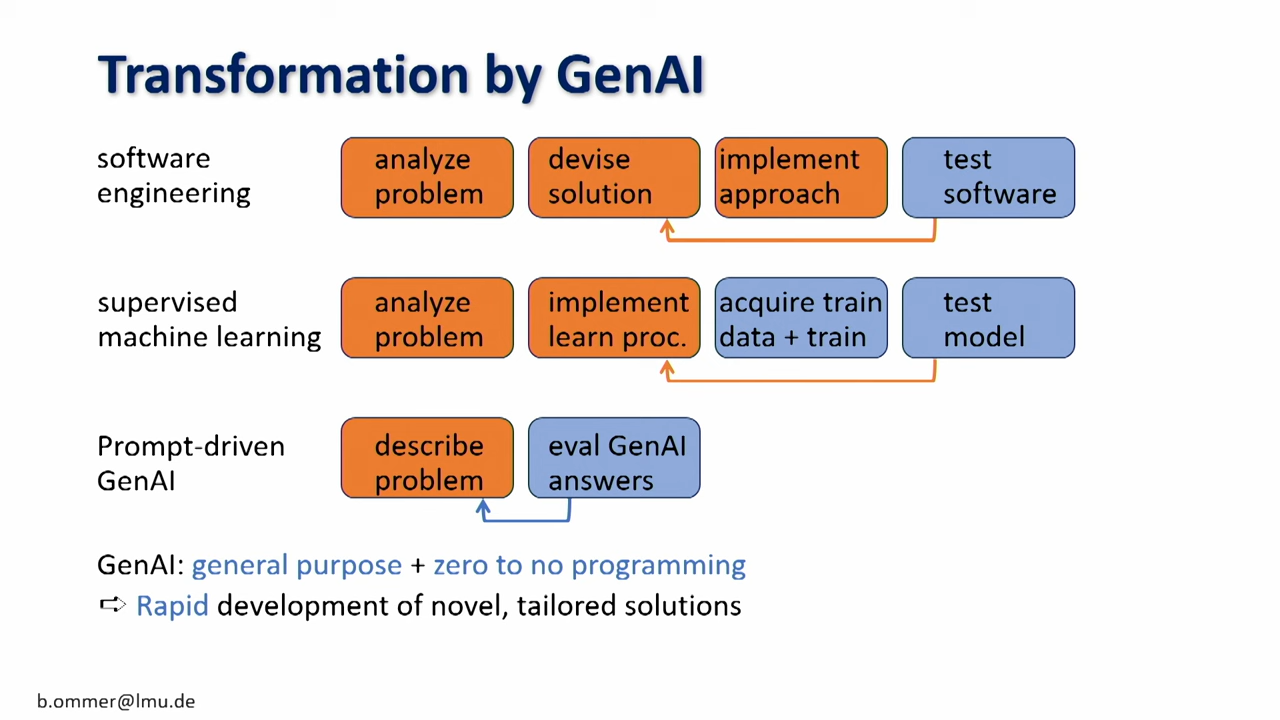 Transformation by GenAI
software
engineering
analyze
problem
devise
solution
implement
approach
test
software
supervised
machine learning
analyze
problem
implement
learn proc.
acquire train
data + train
test
model
Prompt-driven
GenAI
describe
problem
eval GenAI
answers
GenAI: general purpose + zero to no programming
➪ Rapid development of novel, tailored solutions
b.ommer@lmu.de